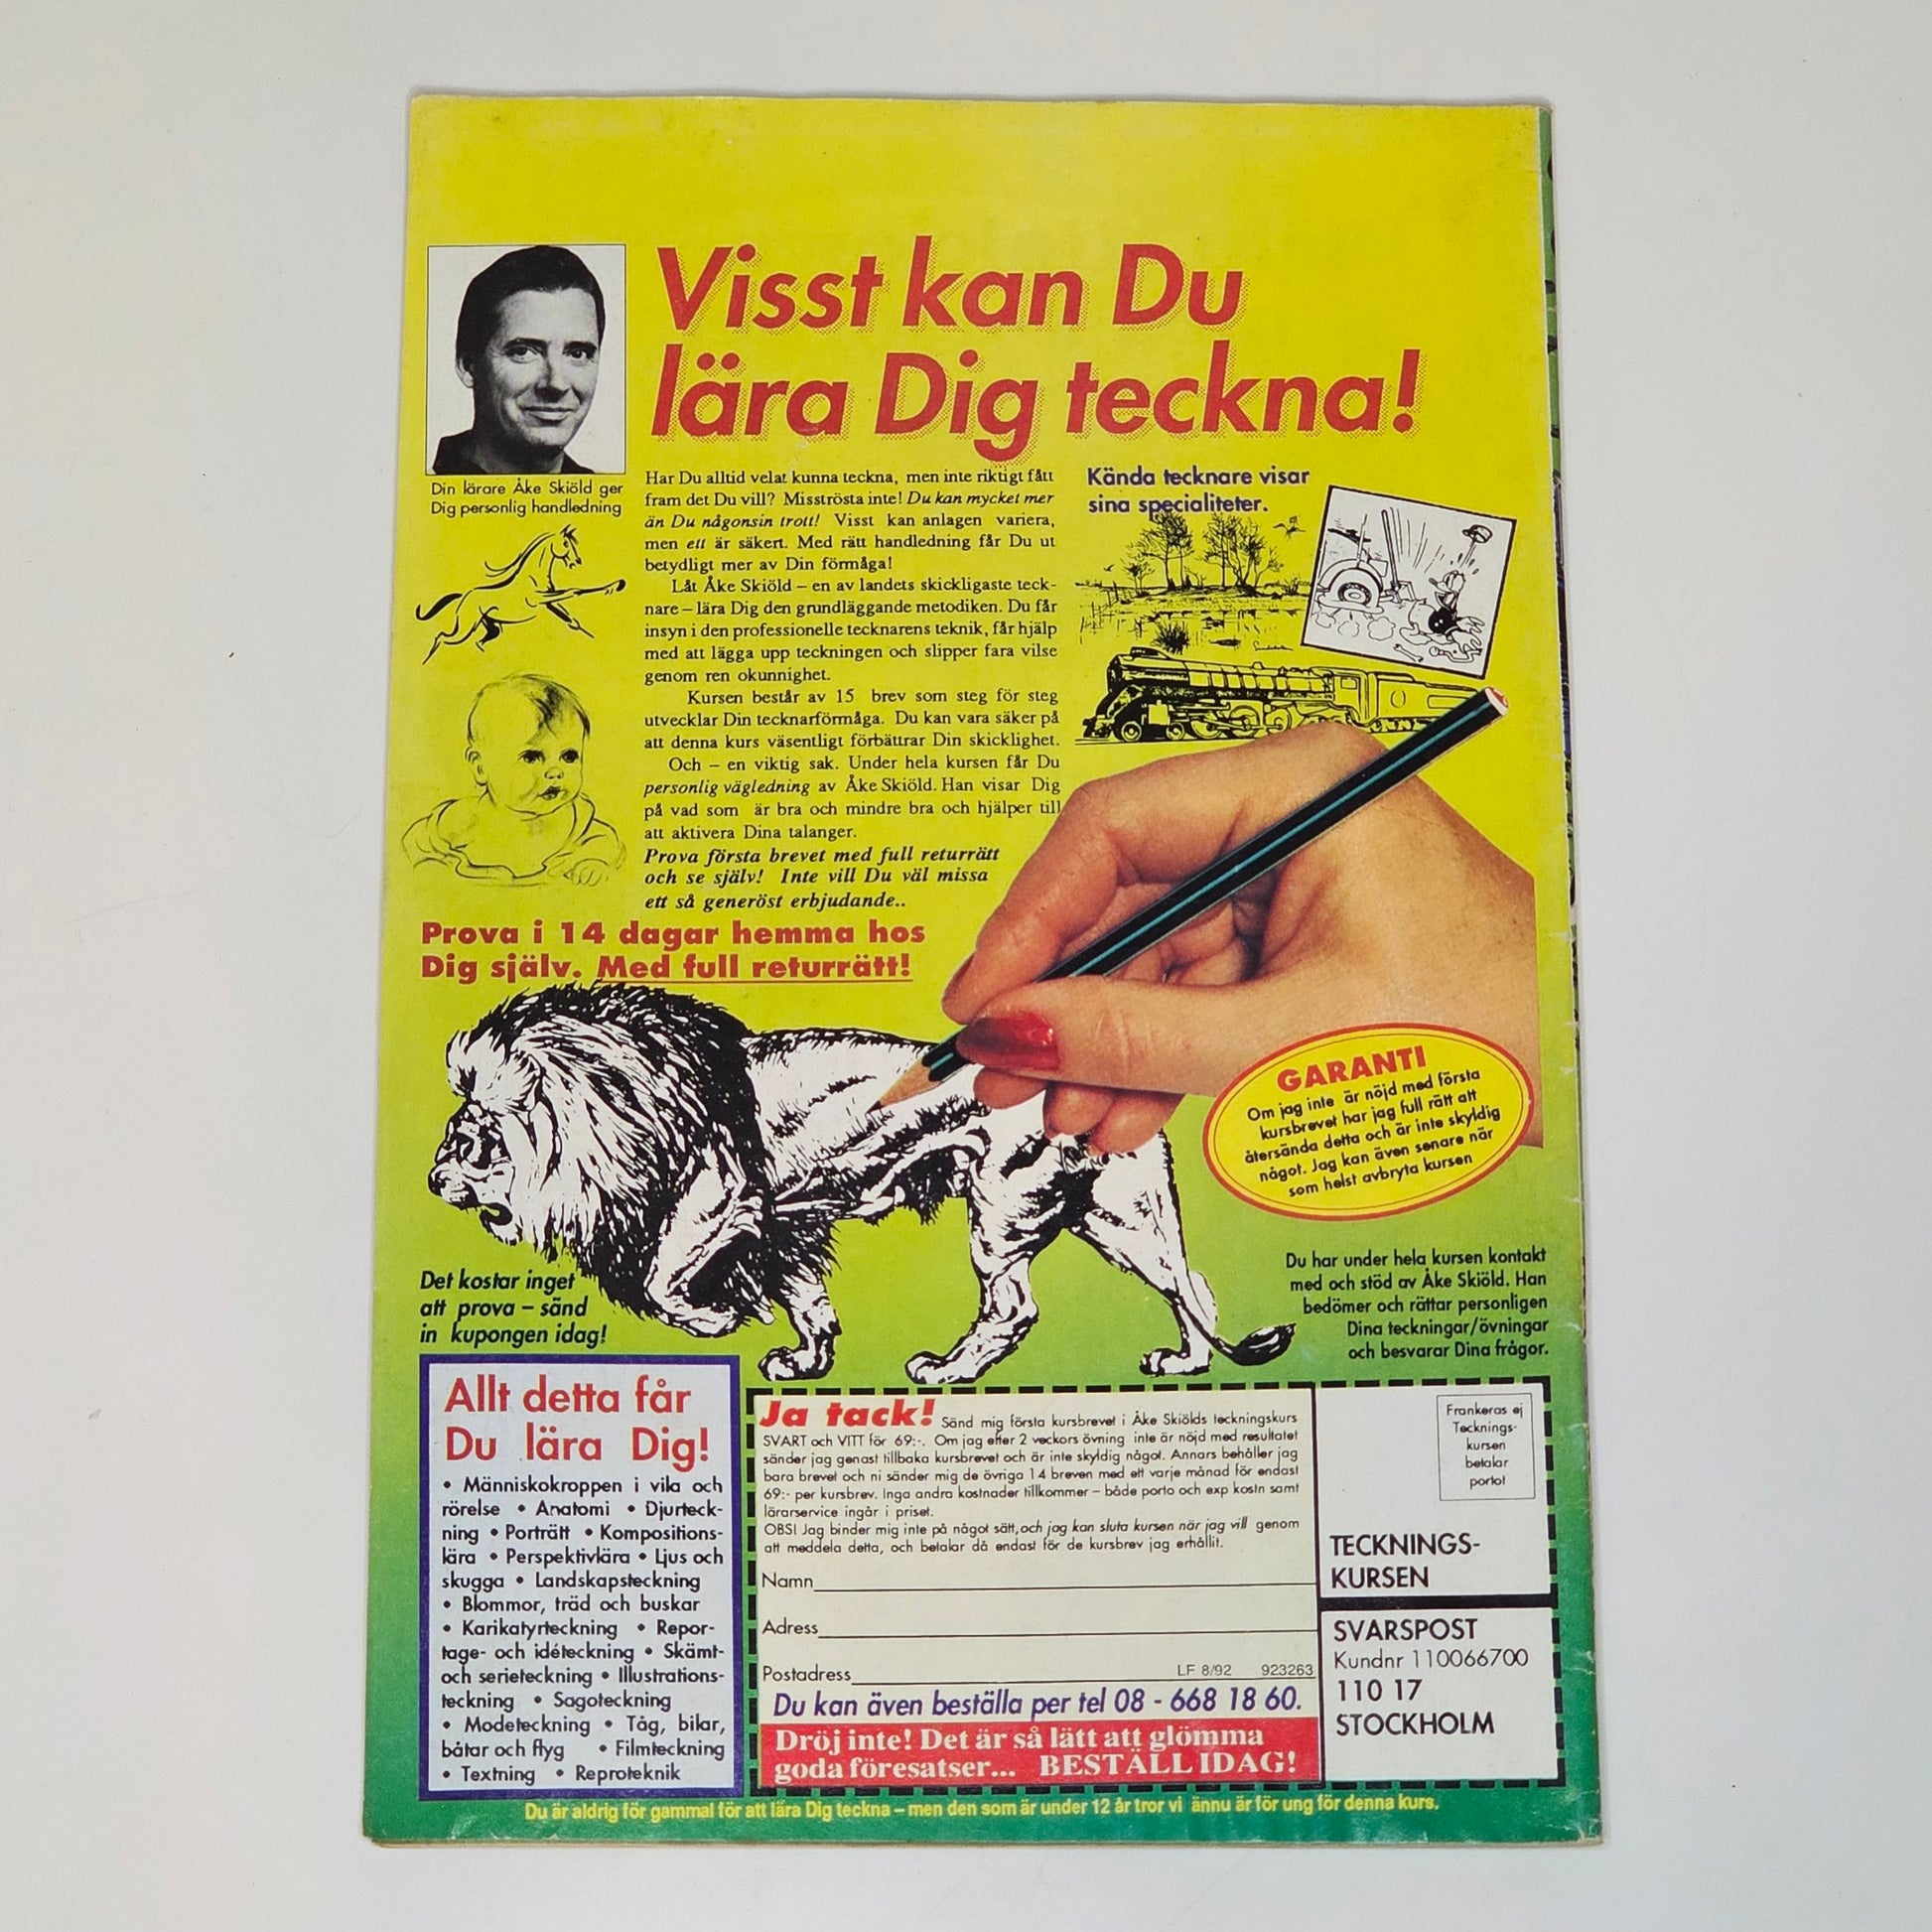 Visst kan Du
lära Dig teckna!
Din lärare Åke Skiöld ger
Dig personlig handledning
Har Du alltid velat kunna teckna, men inte riktigt fått
fram det Du vill? Misströsta inte! Du kan mycket mer
än Du någonsin trott! Visst kan anlagen variera,
men ett är säkert. Med rätt handledning får Du ut
betydligt mer av Din förmåga!
Låt Åke Skiöld – en av landets skickligaste teck-
nare – lära Dig den grundläggande metodiken. Du får
insyn i den professionelle tecknarens teknik, får hjälp
med att lägga upp teckningen och slipper fara vilse
genom ren okunnighet.
Kursen består av 15 brev som steg för steg
utvecklar Din tecknarförmåga. Du kan vara säker på
att denna kurs väsentligt förbättrar Din skicklighet.
Och – en viktig sak. Under hela kursen får Du
personlig vägledning av Åke Skiöld. Han visar Dig
på vad som är bra och mindre bra och hjälper till
att aktivera Dina talanger.
Prova första brevet med full returrätt
och se själv! Inte vill Du väl missa
ett så generöst erbjudande..
Kända tecknare visar
sina specialiteter.
Prova i 14 dagar hemma hos
Dig själv. Med full returrätt!
GARANTI
Om jag inte är nöjd med första
kursbrevet har jag full rätt att
återsända detta och är inte skyldig
något. Jag kan även senare när
som helst avbryta kursen
Det kostar inget
att prova – sänd
in kupongen idag!
Du har under hela kursen kontakt
med och stöd av Åke Skiöld. Han
bedömer och rättar personligen
Dina teckningar/övningar
och besvarar Dina frågor.
Allt detta får
Du lära Dig!
• Människokroppen i vila och
rörelse • Anatomi • Djurteck-
ning • Porträtt • Kompositions-
lära • Perspektivlära • Ljus och
skugga • Landskapsteckning
• Blommor, träd och buskar
• Karikatyrteckning • Repor-
tage- och idéteckning • Skämt-
och serieteckning • Illustrations-
teckning • Sagoteckning
• Modeteckning • Tåg, bilar,
båtar och flyg • Filmteckning
• Textning • Reproteknik
Ja tack! Sänd mig första kursbrevet i Åke Skiölds teckningskurs
SVART och VITT för 69:-. Om jag efter 2 veckors övning inte är nöjd med resultatet
sänder jag genast tillbaka kursbrevet och är inte skyldig något. Annars behåller jag
bara brevet och ni sänder mig de övriga 14 breven med ett varje månad för endast
69:- per kursbrev. Inga andra kostnader tillkommer – både porto och exp kostn samt
lärarservice ingår i priset.
OBS! Jag binder mig inte på något sätt, och jag kan sluta kursen när jag vill genom
att meddela detta, och betalar då endast för de kursbrev jag erhållit.
Namn
Adress
Postadress
LF 8/92 923263
Du kan även beställa per tel 08 - 668 18 60.
Dröj inte! Det är så lätt att glömma
goda föresatser... BESTÄLL IDAG!
Frankeras ej
Tecknings-
kursen
betalar
portot
TECKNINGS-
KURSEN
SVARSPOST
Kundnr 110066700
110 17
STOCKHOLM
Du är aldrig för gammal för att lära Dig teckna – men den som är under 12 år tror vi ännu är för ung för denna kurs.